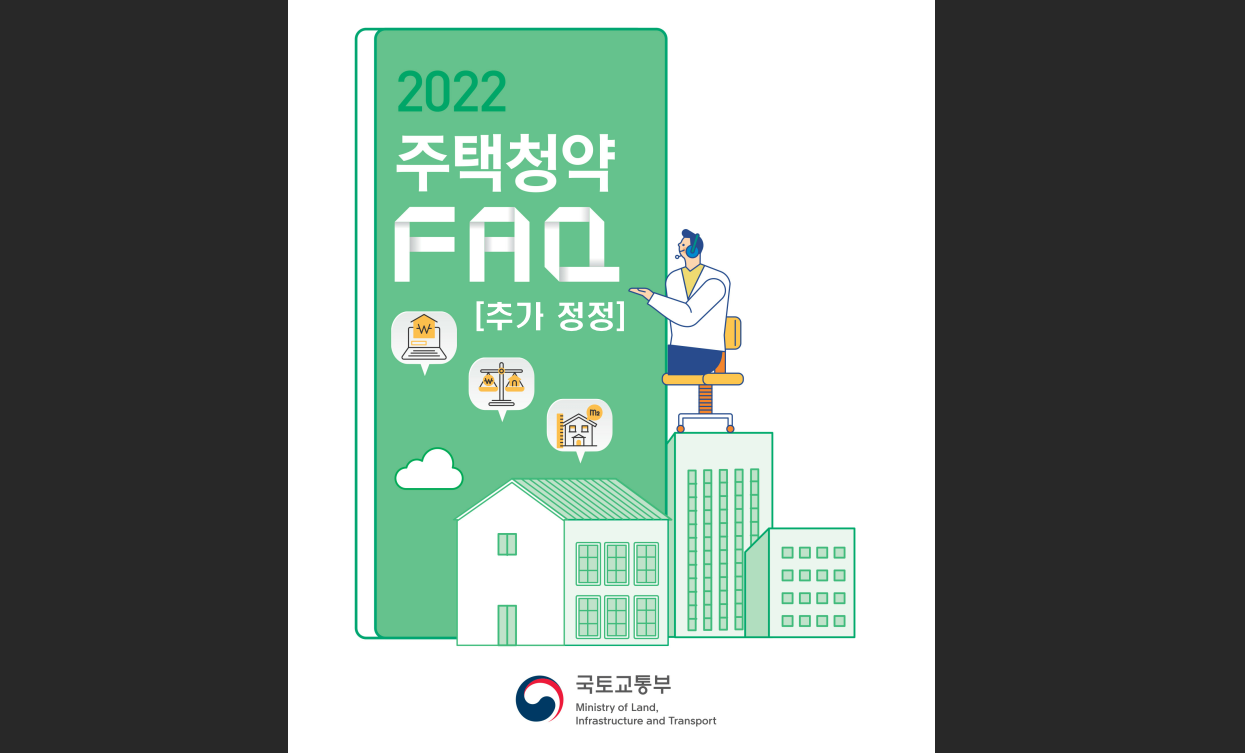 2022
주택청약
FAQ
[추가 정정]
국토교통부
Ministry of Land,
Infrastructure and Transport